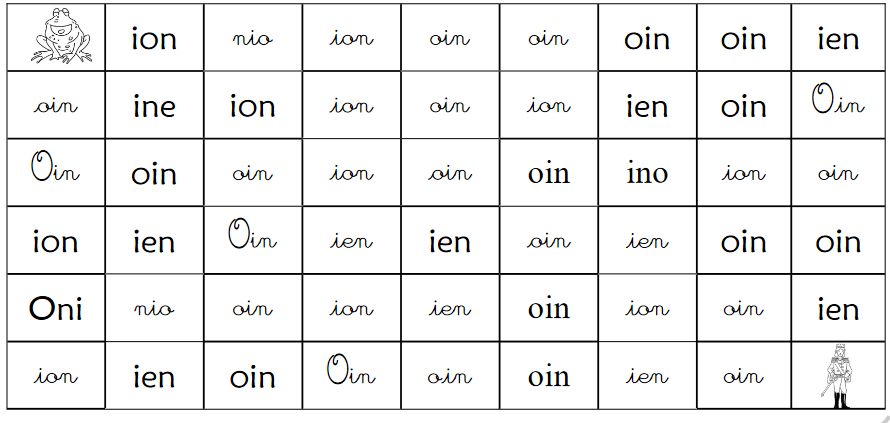 ion nio ion oin oin oin oin ien
oin ine ion ion oin ion ien oin Oin
Oin oin oin ion oin oin ino ion oin
ion ien Oin ien ien oin ien oin oin
Oni nio oin ion ien oin ion oin ien
ion ien oin Oin oin oin ien oin